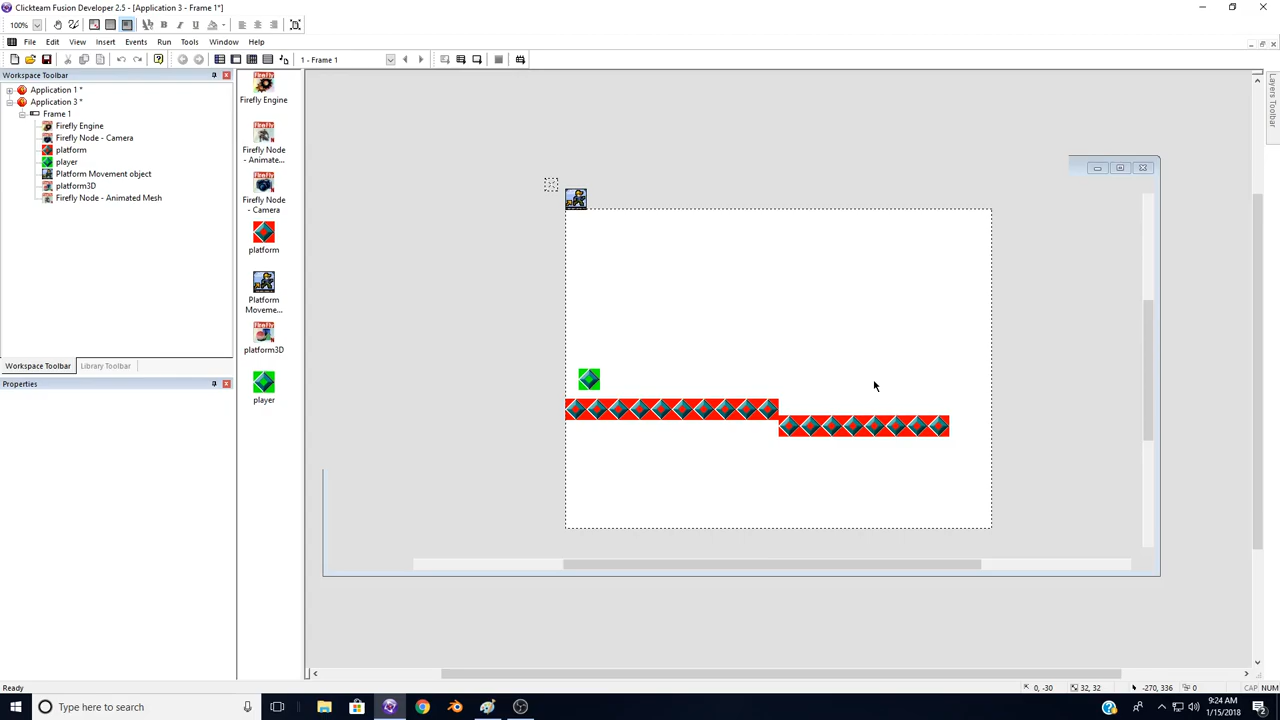 Clickteam Fusion Developer 2.5 - [Application 3 - Frame 1*]
100%
File Edit View Insert Events Run Tools Window Help
1 - Frame 1
Workspace Toolbar
Application 1 *
Application 3 *
Frame 1
Firefly Engine
Firefly Node - Camera
platform
player
Platform Movement object
platform3D
Firefly Node - Animated Mesh
Workspace Toolbar Library Toolbar
Properties
Firefly Engine
Firefly Node - Animate...
Firefly Node - Camera
platform
Platform Moveme...
platform3D
player
Layers Toolbar
Ready
0, -30
32, 32
-270, 336
0
CAP NUM
Type here to search
9:24 AM
1/15/2018
2